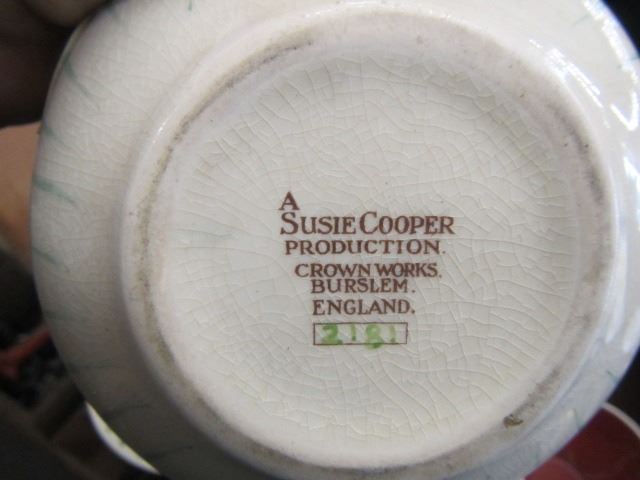 A
SUSIE COOPER
PRODUCTION.
CROWN WORKS.
BURSLEM.
ENGLAND.
2181